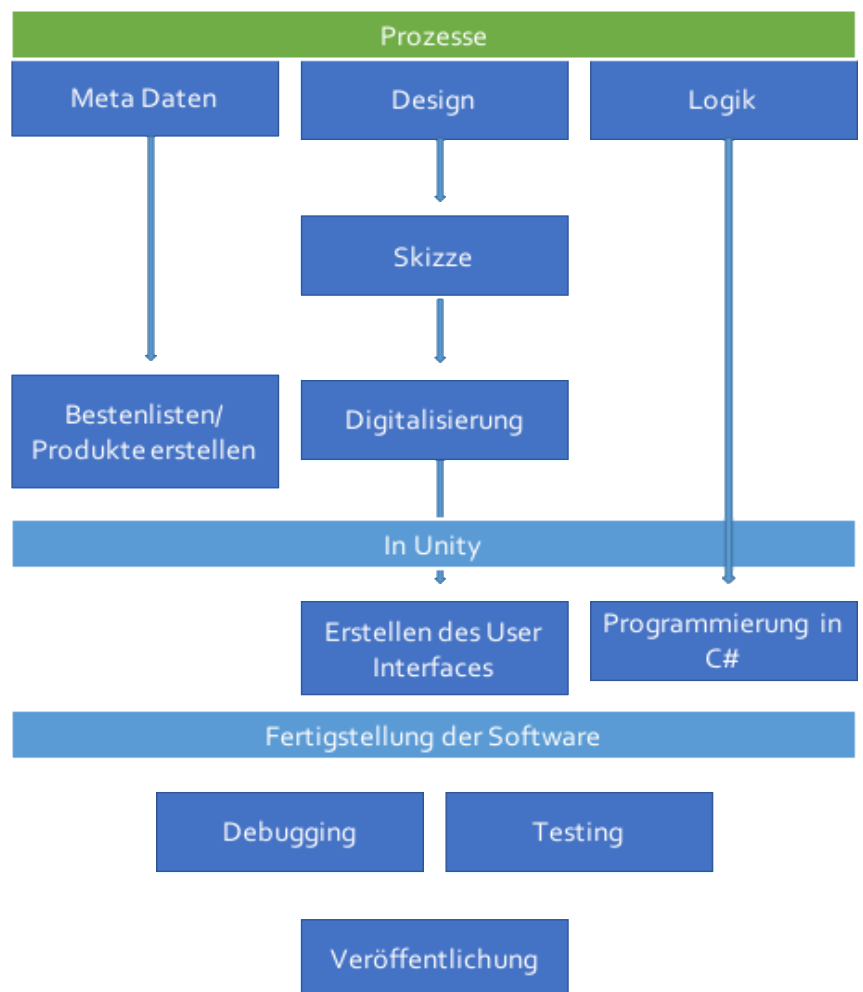 Prozesse
Meta Daten
Design
Logik
Skizze
Bestenlisten/
Produkte erstellen
Digitalisierung
In Unity
Erstellen des User
Interfaces
Programmierung in
C#
Fertigstellung der Software
Debugging
Testing
Veröffentlichung